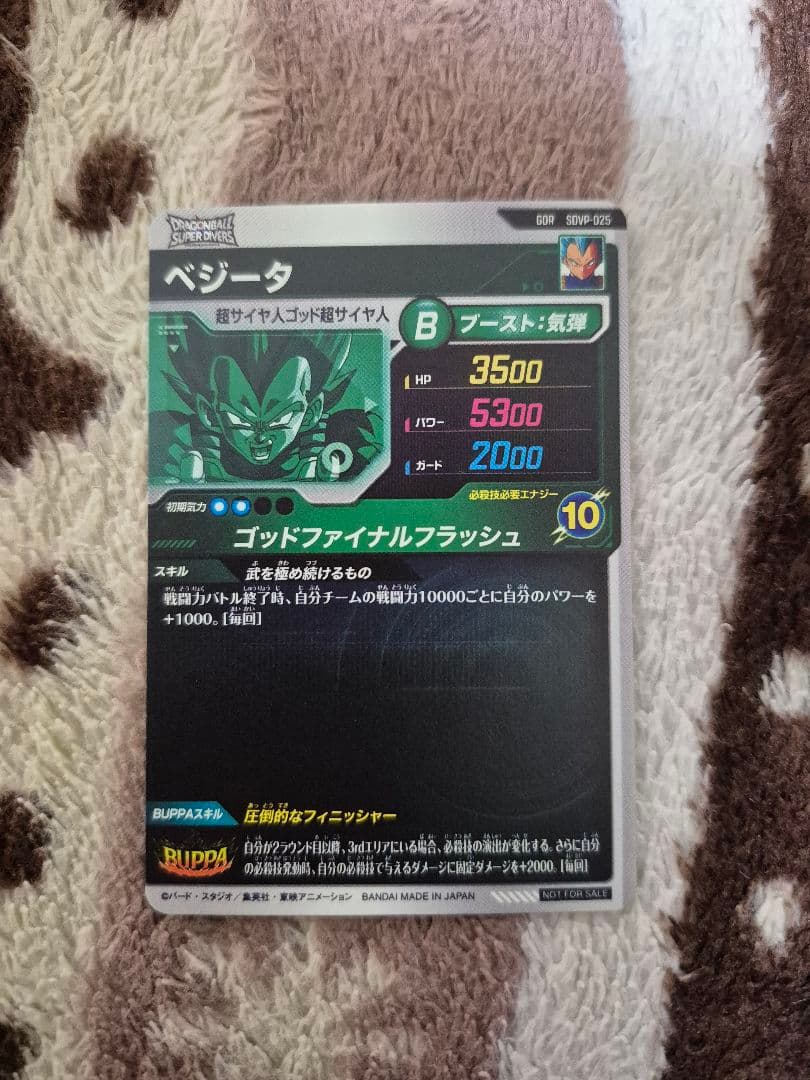 DRAGONBALL
SUPER DIVERS
GDR SDVP-025
ベジータ
超サイヤ人ゴッド超サイヤ人
B ブースト:気弾
HP 3500
パワー 5300
ガード 2000
初期気力
必殺技必要エナジー
10
ゴッドファイナルフラッシュ
スキル 武を極め続けるもの
戦闘力バトル終了時、自分チームの戦闘力10000ごとに自分のパワーを
+1000。[毎回]
BUPPAスキル 圧倒的なフィニッシャー
BUPPA
自分が2ラウンド目以降、3rdエリアにいる場合、必殺技の演出が変化する。さらに自分
の必殺技発動時、自分の必殺技で与えるダメージに固定ダメージを+2000。[毎回]
©バード・スタジオ/集英社・東映アニメーション BANDAI MADE IN JAPAN
NOT FOR SALE